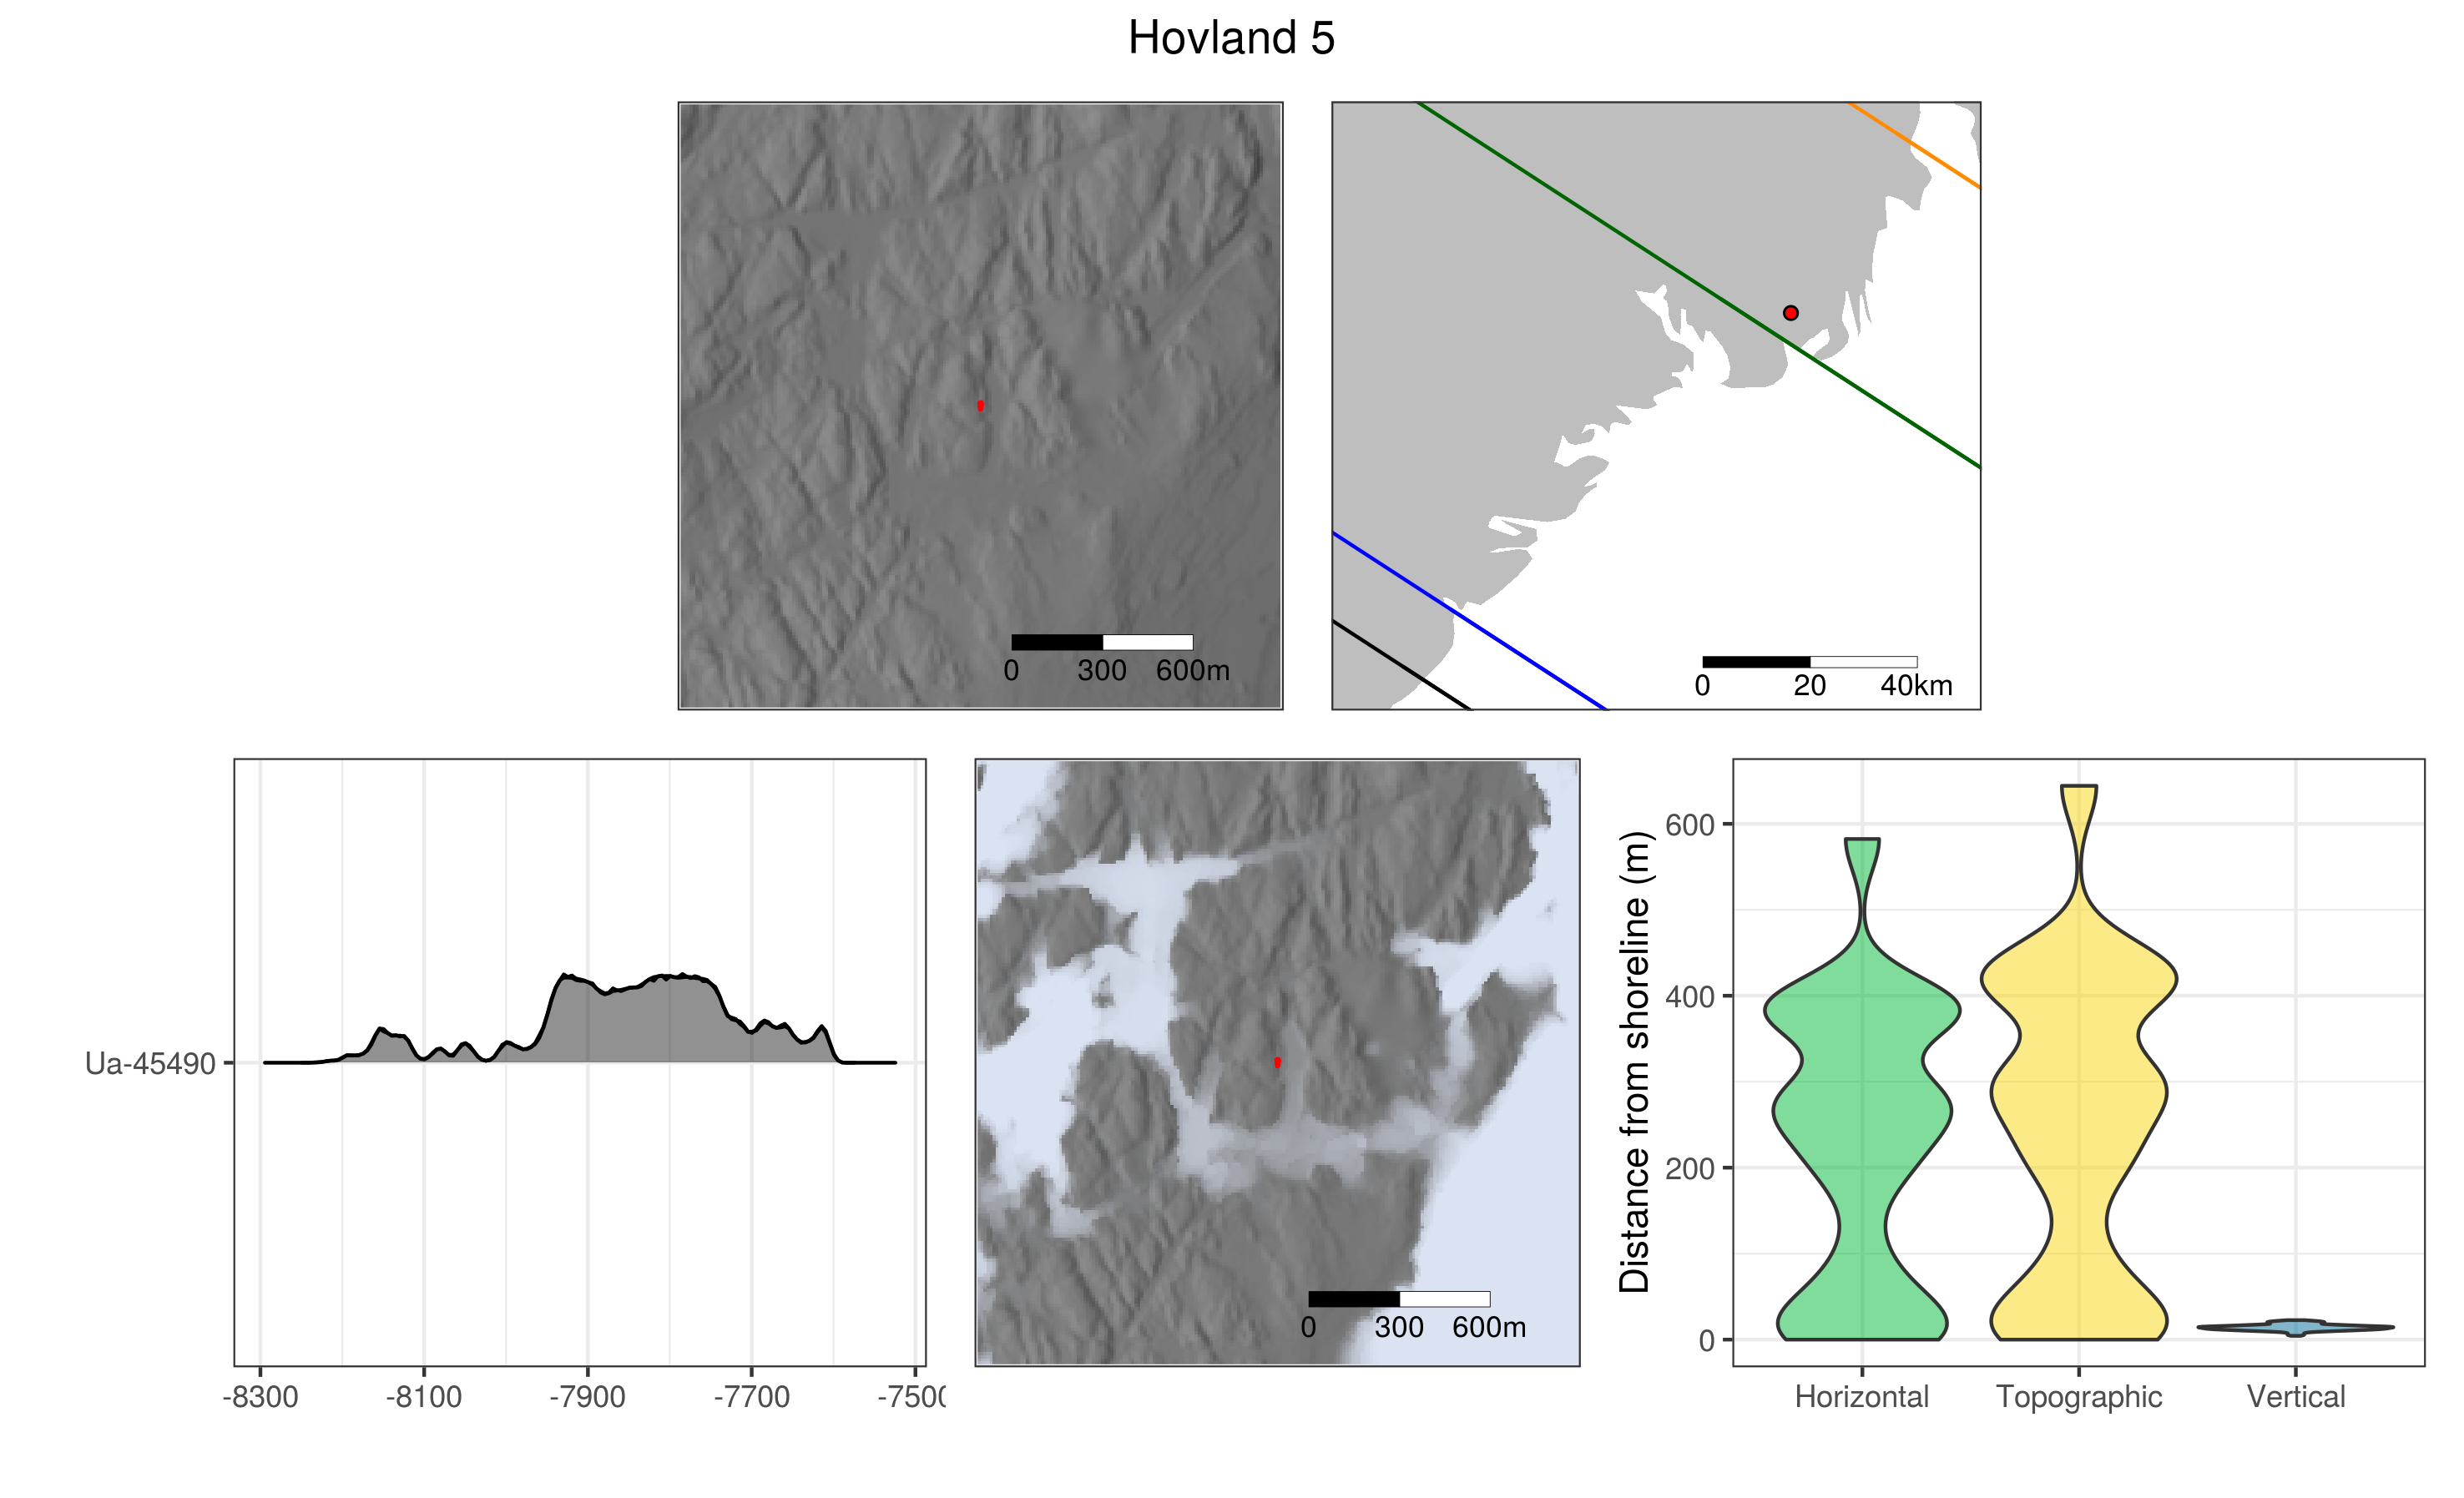 Hovland 5
0 300 600m
0 20 40km
Ua-45490
-8300 -8100 -7900 -7700 -750
0 300 600m
Distance from shoreline (m)
600
400
200
0
Horizontal Topographic Vertical